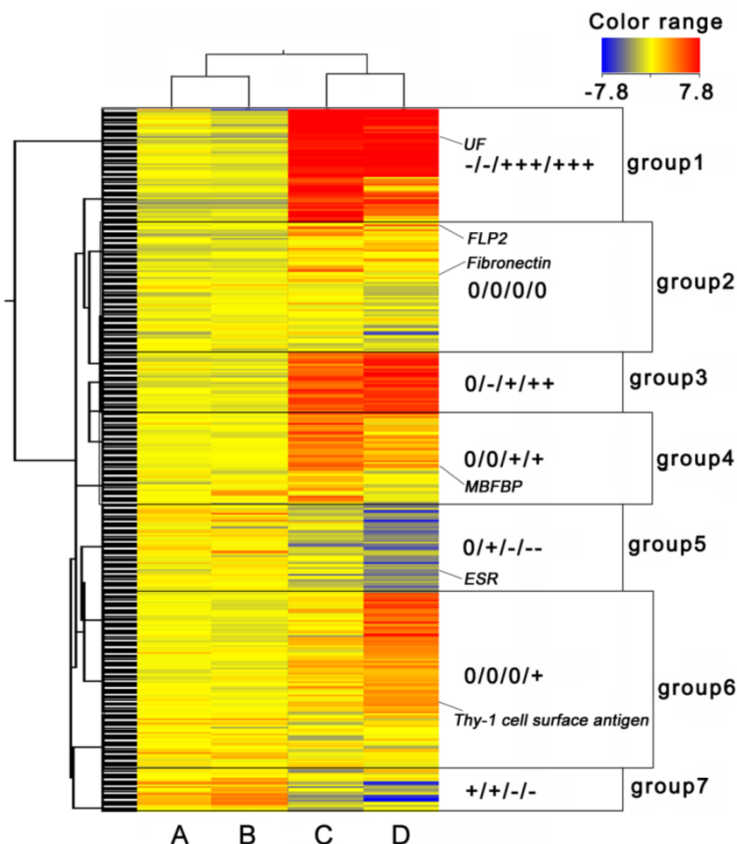 Color range
-7.8 7.8
UF
-/-/+++/+++
group1
FLP2
Fibronectin
0/0/0/0
group2
0/-/+/++
group3
0/0/+/+
MBFBP
group4
0/+/-/--
ESR
group5
0/0/0/+
Thy-1 cell surface antigen
group6
+/+/-/-
group7
A B C D